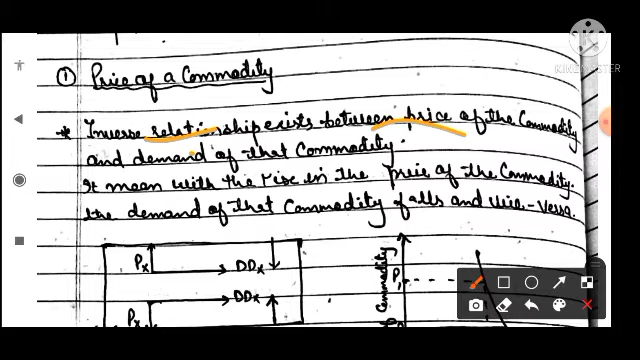 ① Price of a Commodity
KINEMASTER
* Inverse relationship exists between price of the Commodity
and demand of that Commodity.
It mean with the rise in the price of the Commodity.
the demand of that Commodity falls and vice-versa.
Px → DDx
Px → DDx
Commodity
P1